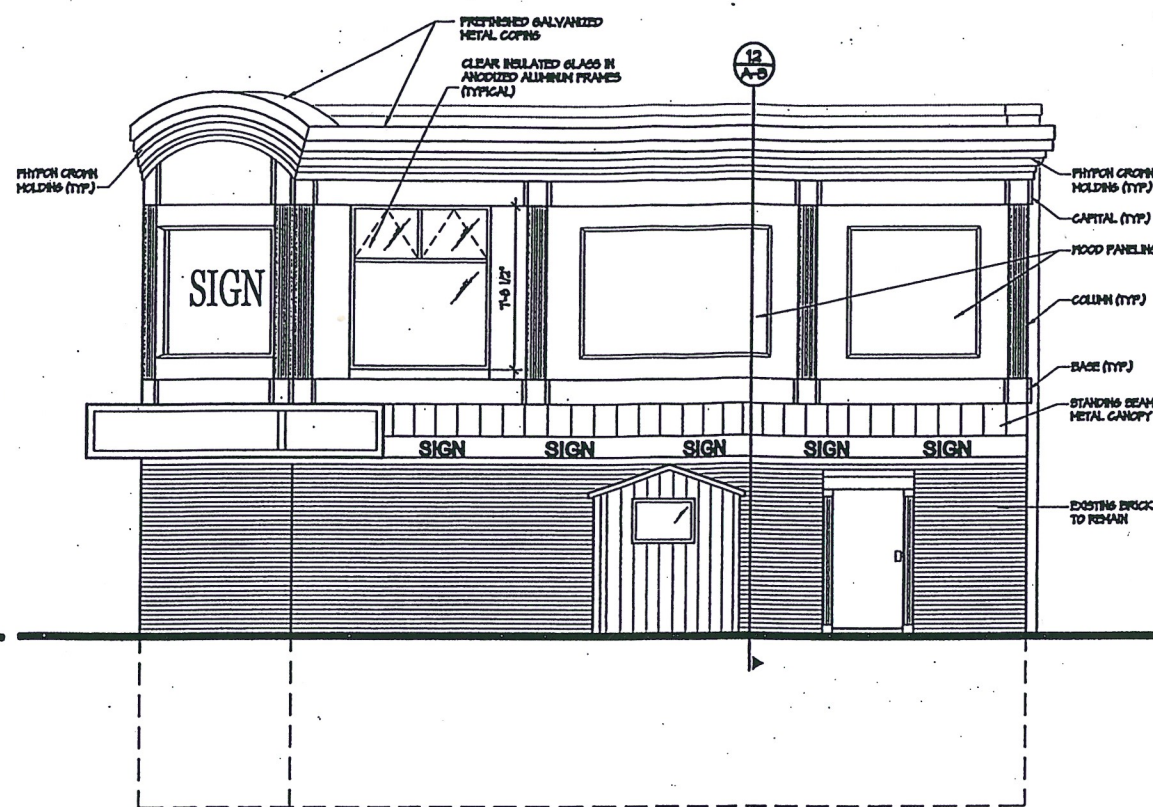 PREFINISHED GALVANIZED
METAL COPING
CLEAR INSULATED GLASS IN
ANODIZED ALUMINUM FRAMES
(TYPICAL)
12
A-5
FHYPON CROWN
MOLDING (TYP.)
FHYPON CROWN
MOLDING (TYP.)
CAPITAL (TYP.)
WOOD PANELING
SIGN
7'-8 1/2"
COLUMN (TYP.)
BASE (TYP.)
STANDING SEAM
METAL CANOPY
SIGN SIGN SIGN SIGN SIGN
EXISTING BRICK
TO REMAIN